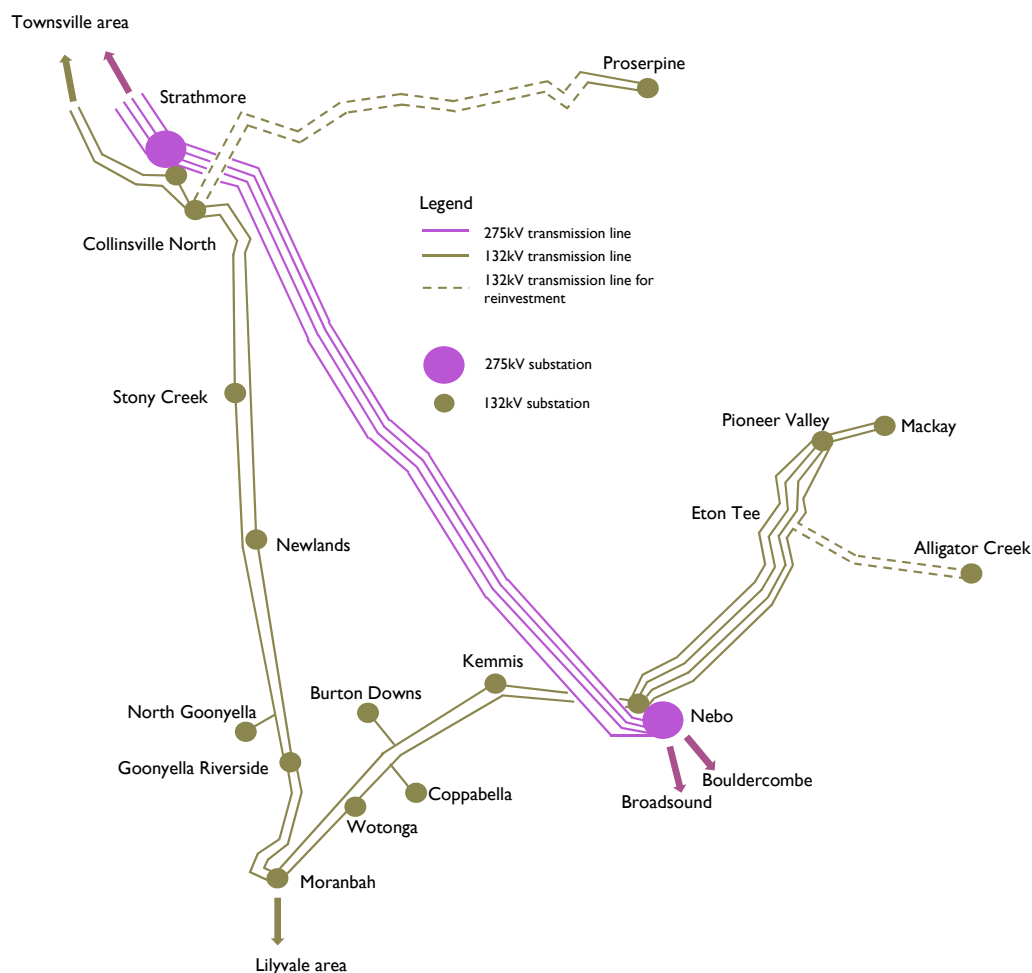 Townsville area
Proserpine
Strathmore
Legend
275kV transmission line
Collinsville North
132kV transmission line
132kV transmission line for
reinvestment
275kV substation
Stony Creek
132kV substation
Pioneer Valley
Mackay
Eton Tee
Newlands
Alligator Creek
Kemmis
Burton Downs
North Goonyella
Nebo
Goonyella Riverside
Bouldercombe
Coppabella
Broadsound
Wotonga
Moranbah
Lilyvale area